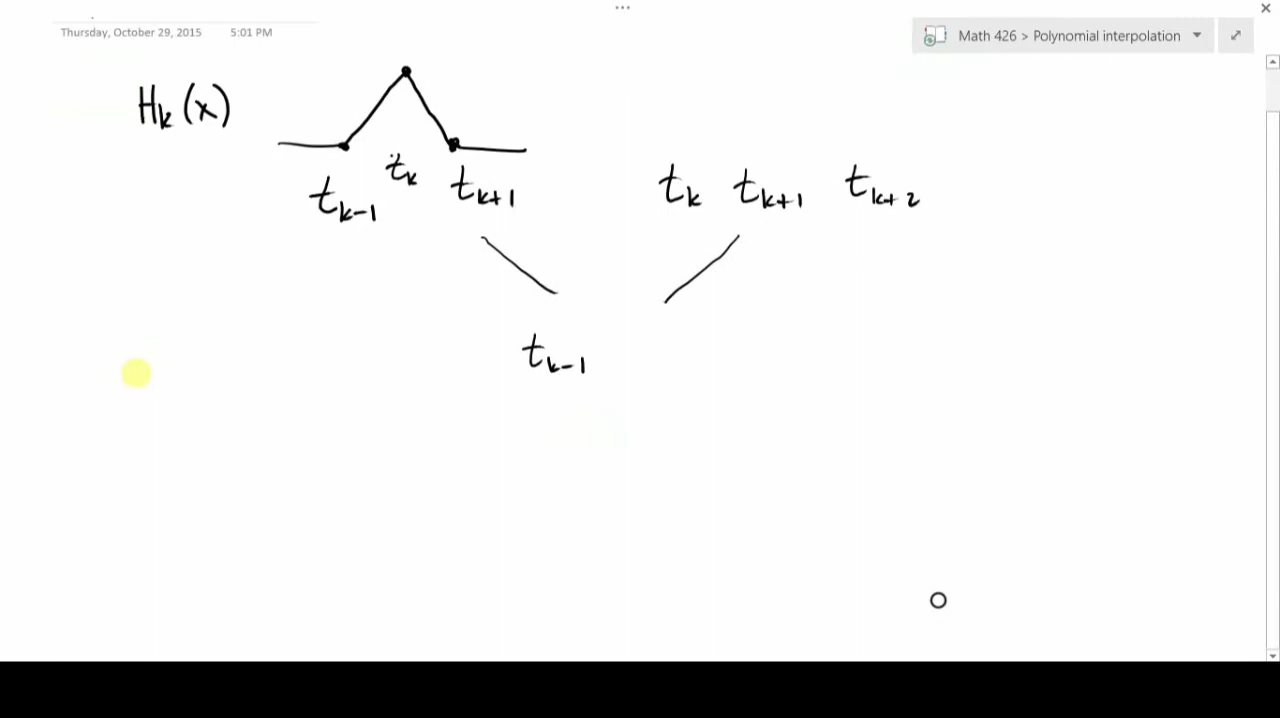 Thursday, October 29, 2015 5:01 PM
Math 426 > Polynomial interpolation
H_k(x)
t_{k-1} t_k t_{k+1} t_k t_{k+1} t_{k+2}
t_{k-1}